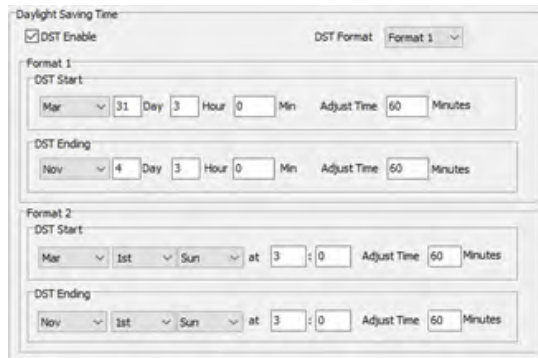 Daylight Saving Time
DST Enable DST Format Format 1
Format 1
DST Start
Mar 31 Day 3 Hour 0 Min Adjust Time 60 Minutes
DST Ending
Nov 4 Day 3 Hour 0 Min Adjust Time 60 Minutes
Format 2
DST Start
Mar 1st Sun at 3 : 0 Adjust Time 60 Minutes
DST Ending
Nov 1st Sun at 3 : 0 Adjust Time 60 Minutes